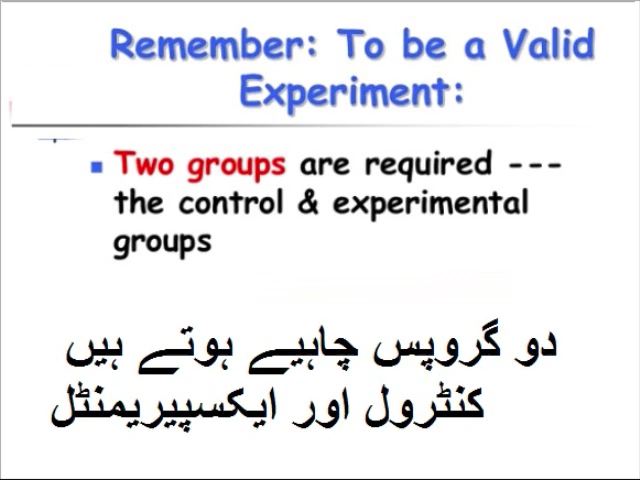 Remember: To be a Valid
Experiment:
Two groups are required ---
the control & experimental
groups
دو گروپس چاہیے ہوتے ہیں
کنٹرول اور ایکسپیریمنٹل